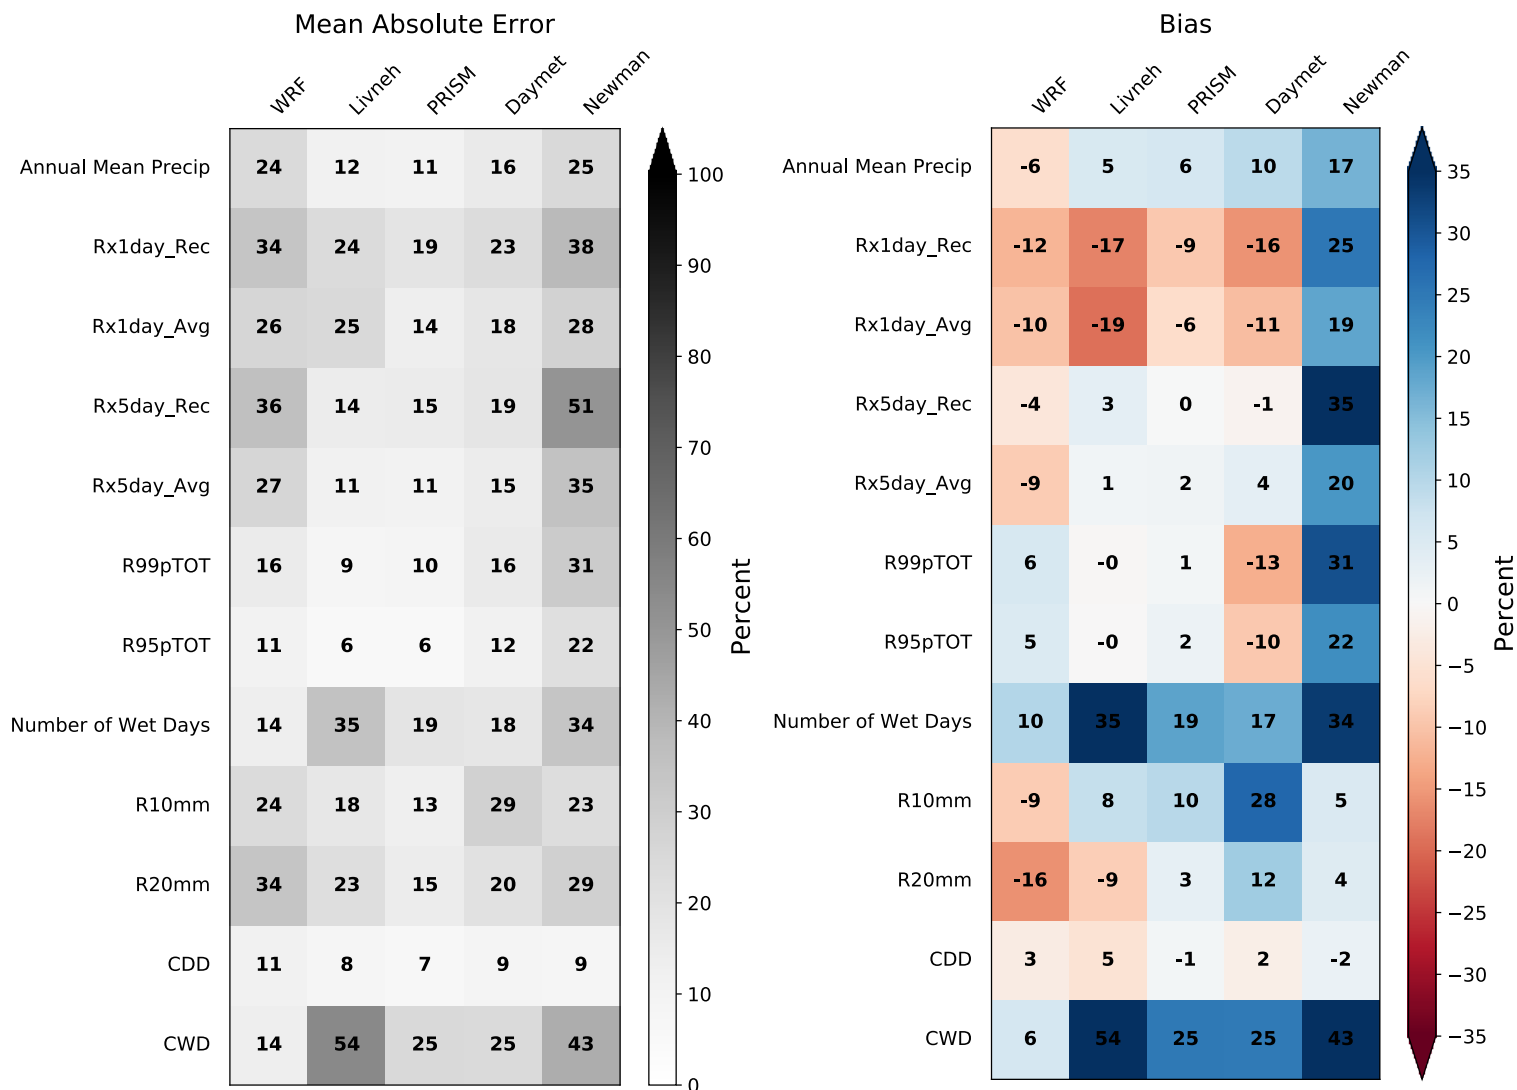 Mean Absolute Error
WRF Livneh PRISM Daymet Newman
Annual Mean Precip 24 12 11 16 25
Rx1day_Rec 34 24 19 23 38
Rx1day_Avg 26 25 14 18 28
Rx5day_Rec 36 14 15 19 51
Rx5day_Avg 27 11 11 15 35
R99pTOT 16 9 10 16 31
R95pTOT 11 6 6 12 22
Number of Wet Days 14 35 19 18 34
R10mm 24 18 13 29 23
R20mm 34 23 15 20 29
CDD 11 8 7 9 9
CWD 14 54 25 25 43
100
90
80
70
60
50
40
30
20
10
0
Percent
Bias
WRF Livneh PRISM Daymet Newman
Annual Mean Precip -6 5 6 10 17
Rx1day_Rec -12 -17 -9 -16 25
Rx1day_Avg -10 -19 -6 -11 19
Rx5day_Rec -4 3 0 -1 35
Rx5day_Avg -9 1 2 4 20
R99pTOT 6 -0 1 -13 31
R95pTOT 5 -0 2 -10 22
Number of Wet Days 10 35 19 17 34
R10mm -9 8 10 28 5
R20mm -16 -9 3 12 4
CDD 3 5 -1 2 -2
CWD 6 54 25 25 43
35
30
25
20
15
10
5
0
−5
−10
−15
−20
−25
−30
−35
Percent